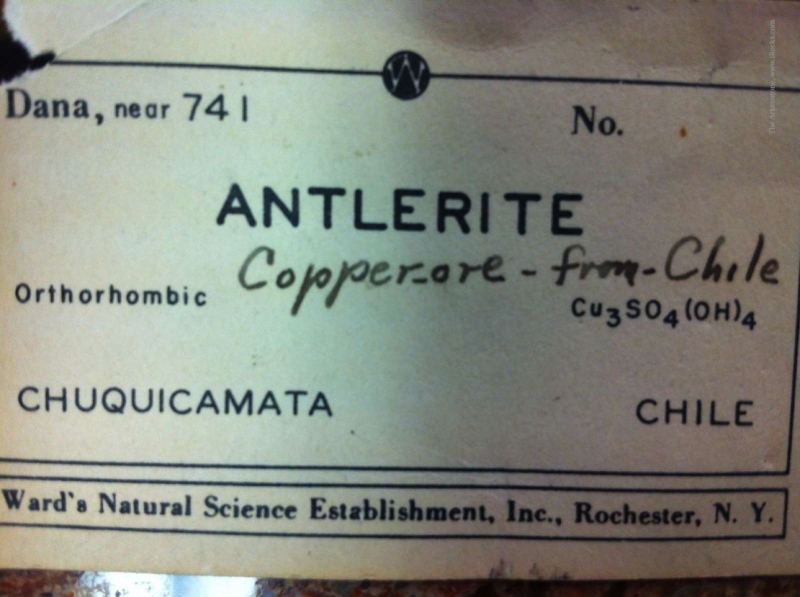 W
Dana, near 741
No.
ANTLERITE
Copper-ore - from - Chile
Orthorhombic
Cu₃SO₄(OH)₄
CHUQUICAMATA
CHILE
Ward's Natural Science Establishment, Inc., Rochester, N. Y.